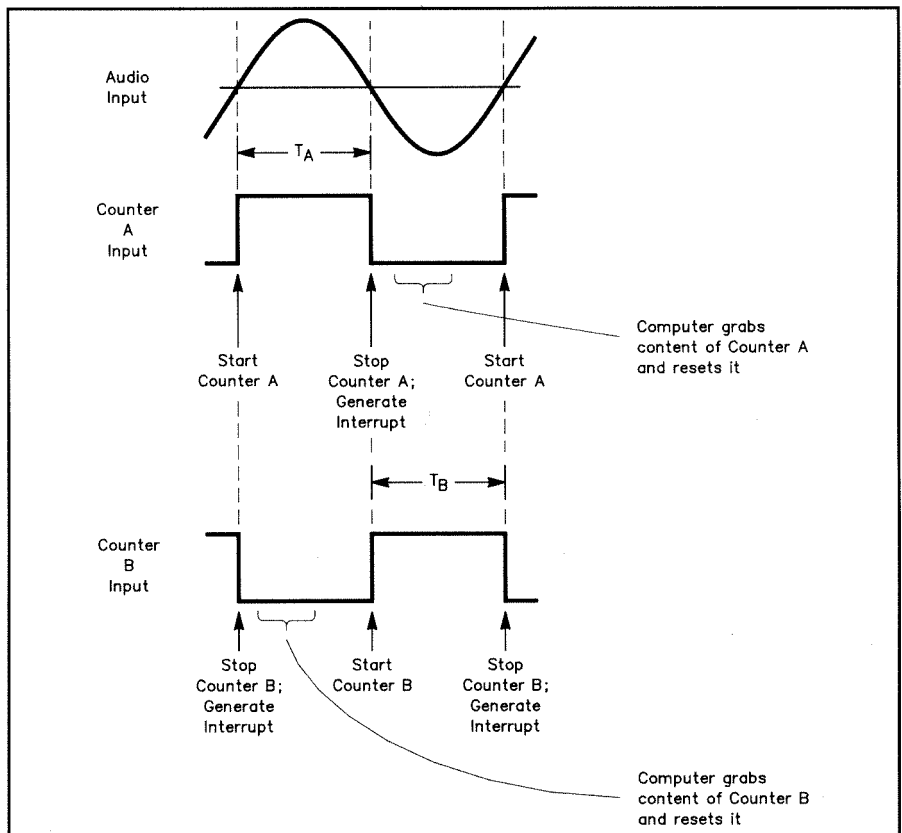 Audio
Input
TA
Counter
A
Input
Computer grabs
content of Counter A
and resets it
Start
Counter A
Stop
Counter A;
Generate
Interrupt
Start
Counter A
TB
Counter
B
Input
Stop
Counter B;
Generate
Interrupt
Start
Counter B
Stop
Counter B;
Generate
Interrupt
Computer grabs
content of Counter B
and resets it